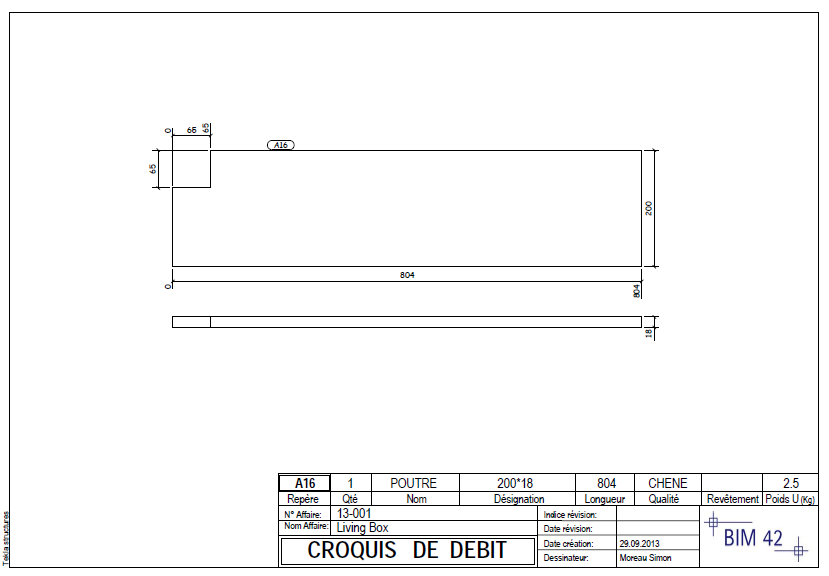 0 65 65
A16
65
200
804
0 804
18
A16 1 POUTRE 200*18 804 CHENE 2.5
Repère Qté Nom Désignation Longueur Qualité Revêtement Poids U (Kg)
N° Affaire: 13-001
Nom Affaire: Living Box
CROQUIS DE DEBIT
Indice révision:
Date révision:
Date création: 29.09.2013
Dessinateur: Moreau Simon
BIM 42
Tekla structures